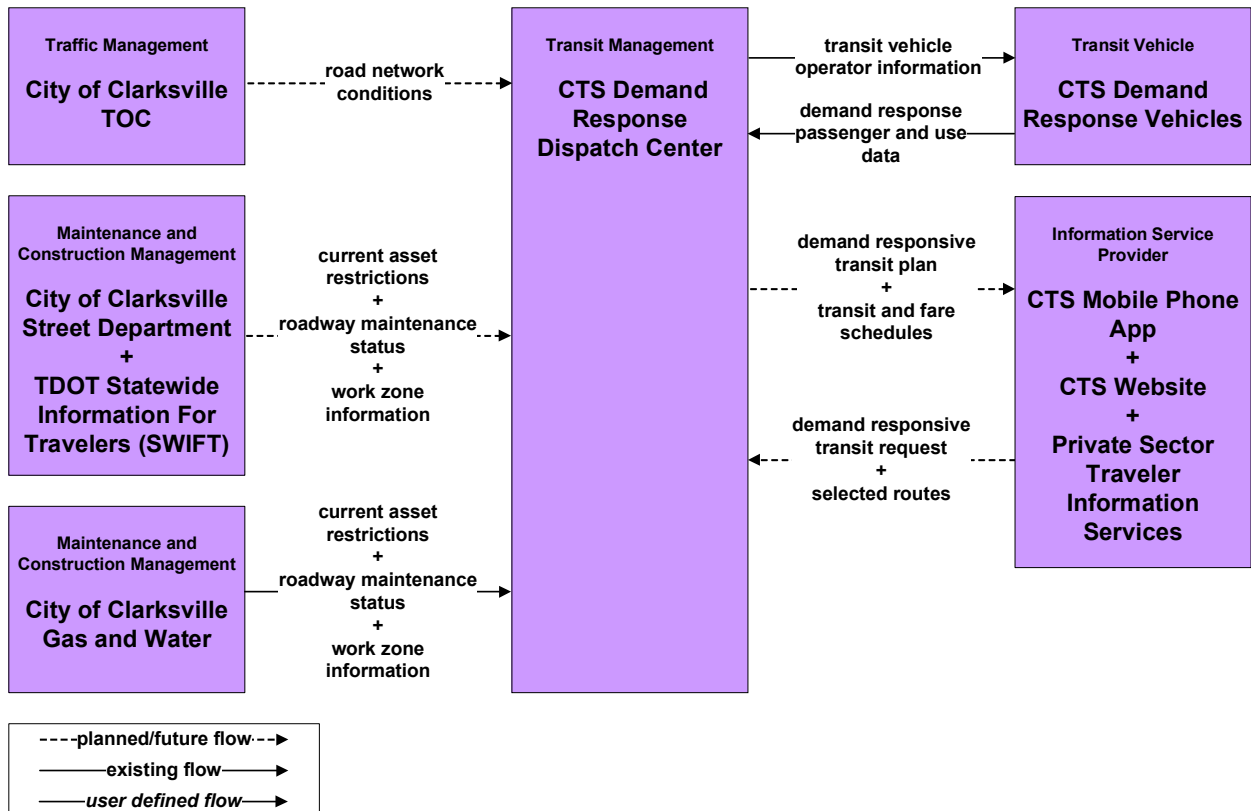 Traffic Management
City of Clarksville
TOC
road network
conditions
Transit Management
CTS Demand
Response
Dispatch Center
transit vehicle
operator information
demand response
passenger and use
data
Transit Vehicle
CTS Demand
Response Vehicles
Maintenance and
Construction Management
City of Clarksville
Street Department
+
TDOT Statewide
Information For
Travelers (SWIFT)
current asset
restrictions
+
roadway maintenance
status
+
work zone
information
demand responsive
transit plan
+
transit and fare
schedules
demand responsive
transit request
+
selected routes
Information Service
Provider
CTS Mobile Phone
App
+
CTS Website
+
Private Sector
Traveler
Information
Services
Maintenance and
Construction Management
City of Clarksville
Gas and Water
current asset
restrictions
+
roadway maintenance
status
+
work zone
information
planned/future flow
existing flow
user defined flow